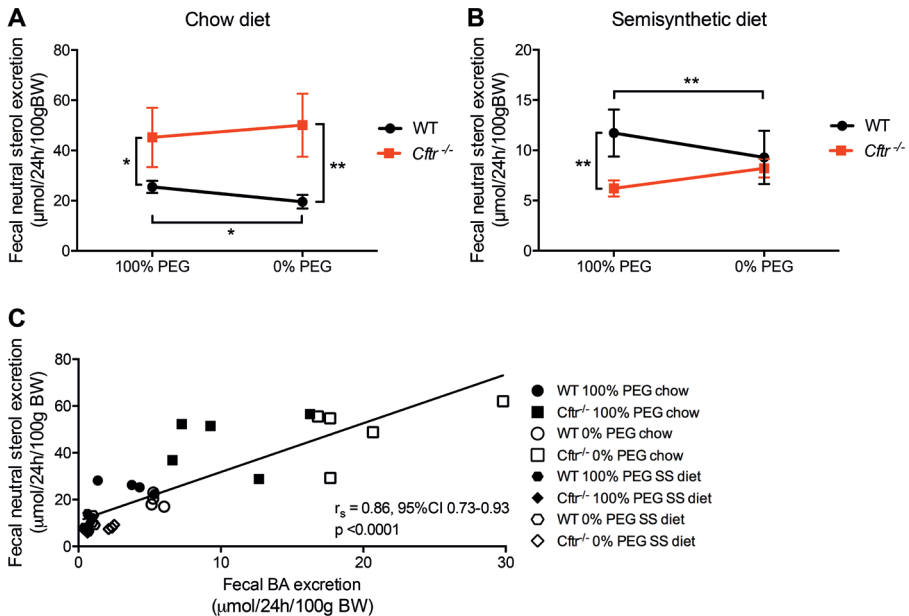 A
Chow diet
Fecal neutral sterol excretion
(μmol/24h/100gBW)
80
60
40
20
0
*
**
*
100% PEG
0% PEG
WT
Cftr -/-
B
Semisynthetic diet
Fecal neutral sterol excretion
(μmol/24h/100gBW)
20
15
10
5
0
**
**
100% PEG
0% PEG
WT
Cftr -/-
C
Fecal neutral sterol excretion
(μmol/24h/100g BW)
80
60
40
20
0
0
10
20
30
rs = 0.86, 95%CI 0.73-0.93
p <0.0001
Fecal BA excretion
(μmol/24h/100g BW)
WT 100% PEG chow
Cftr-/- 100% PEG chow
WT 0% PEG chow
Cftr-/- 0% PEG chow
WT 100% PEG SS diet
Cftr-/- 100% PEG SS diet
WT 0% PEG SS diet
Cftr-/- 0% PEG SS diet